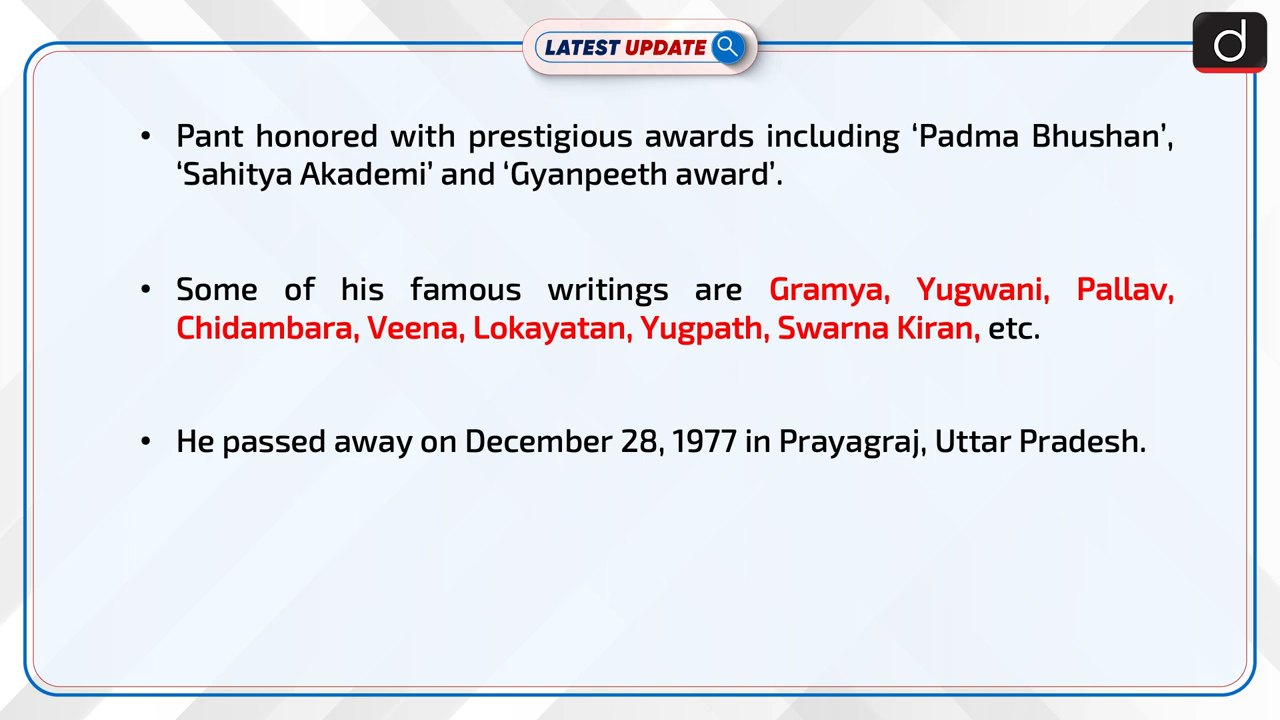 LATEST UPDATE
d
• Pant honored with prestigious awards including ‘Padma Bhushan’,
‘Sahitya Akademi’ and ‘Gyanpeeth award’.
• Some of his famous writings are Gramya, Yugwani, Pallav,
Chidambara, Veena, Lokayatan, Yugpath, Swarna Kiran, etc.
• He passed away on December 28, 1977 in Prayagraj, Uttar Pradesh.